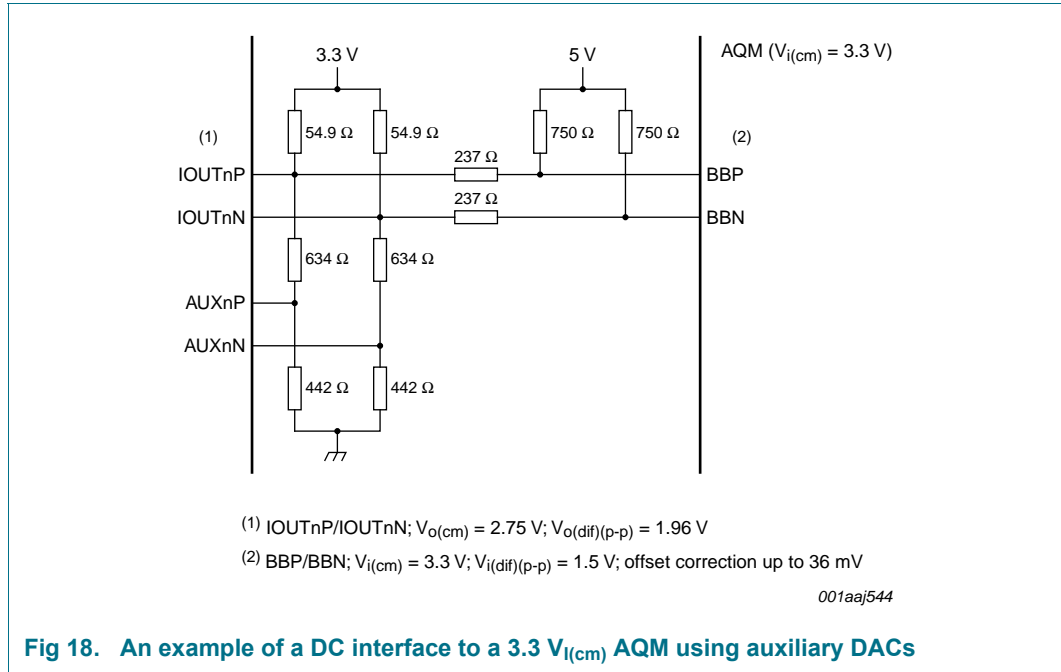 3.3 V
5 V
AQM (Vi(cm) = 3.3 V)
(1)
54.9 Ω
54.9 Ω
750 Ω
750 Ω
(2)
237 Ω
IOUTnP
BBP
237 Ω
IOUTnN
BBN
634 Ω
634 Ω
AUXnP
AUXnN
442 Ω
442 Ω
(1) IOUTnP/IOUTnN; Vo(cm) = 2.75 V; Vo(dif)(p-p) = 1.96 V
(2) BBP/BBN; Vi(cm) = 3.3 V; Vi(dif)(p-p) = 1.5 V; offset correction up to 36 mV
001aaj544
Fig 18. An example of a DC interface to a 3.3 VI(cm) AQM using auxiliary DACs